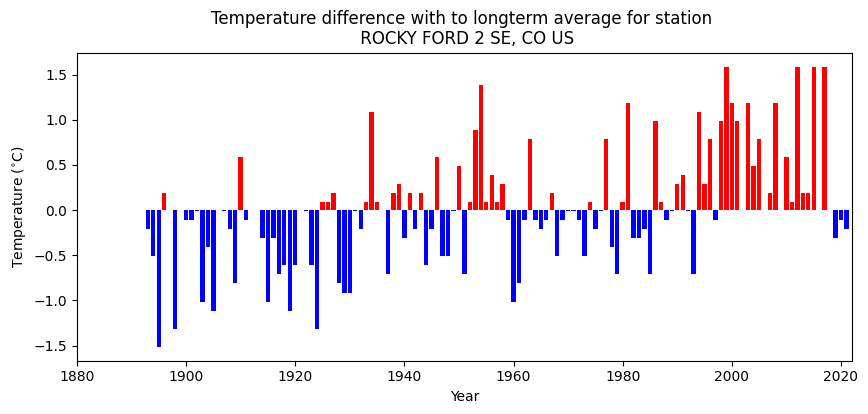 Temperature difference with to longterm average for station
ROCKY FORD 2 SE, CO US
1.5
1.0
0.5
0.0
−0.5
−1.0
−1.5
Temperature (°C)
1880 1900 1920 1940 1960 1980 2000 2020
Year